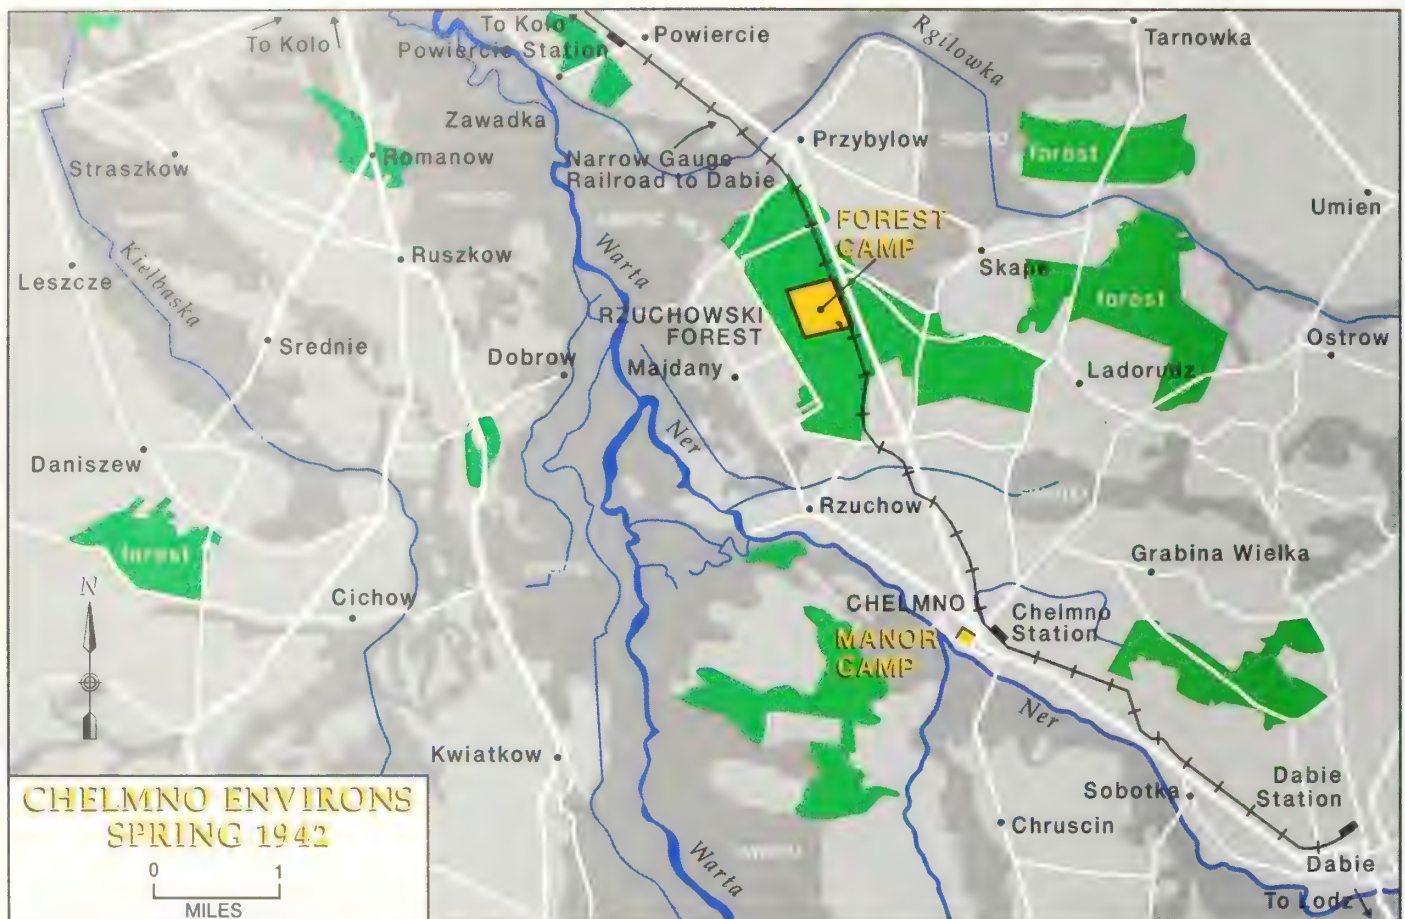 To Kolo
To Kolo
Powiercie Station
Powiercie
Rgilowka
Tarnowka
Zawadka
Straszkow
Romanow
Narrow Gauge
Railroad to Dabie
Przybylow
forest
Umien
Leszcze
Kielbaska
Ruszkow
Warta
FOREST
CAMP
Skape
forest
RZUCHOWSKI
FOREST
Srednie
Dobrow
Majdany
Ladorudz
Ostrow
Ner
Daniszew
Rzuchow
forest
Grabina Wielka
N
Cichow
CHELMNO
Chelmno
Station
MANOR
CAMP
Ner
Kwiatkow
Sobotka
Dabie
Station
Chruscin
Warta
Dabie
To Lodz
CHELMNO ENVIRONS
SPRING 1942
0 1
MILES